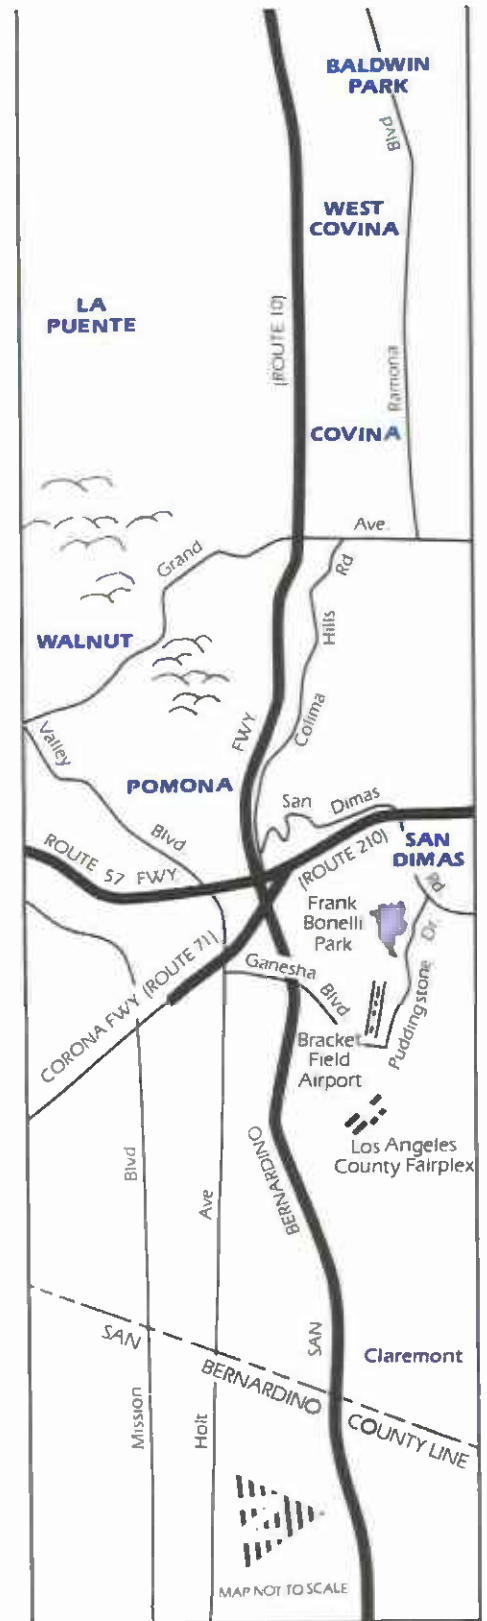 BALDWIN
PARK
Blvd
WEST
COVINA
LA
PUENTE
(ROUTE 10)
Ramona
COVINA
Ave.
Grand
Rd
Hills
WALNUT
Colima
FWY
Valley
POMONA
San Dimas
Blvd
ROUTE 57 FWY
(ROUTE 210)
SAN
DIMAS
Rd
Frank
Bonelli
Park
Puddingstone Dr.
CORONA FWY (ROUTE 71)
Ganesha Blvd
Bracket
Field
Airport
Los Angeles
County Fairplex
BERNARDINO
Blvd
Ave
SAN
Claremont
SAN BERNARDINO COUNTY LINE
Mission
Holt
MAP NOT TO SCALE